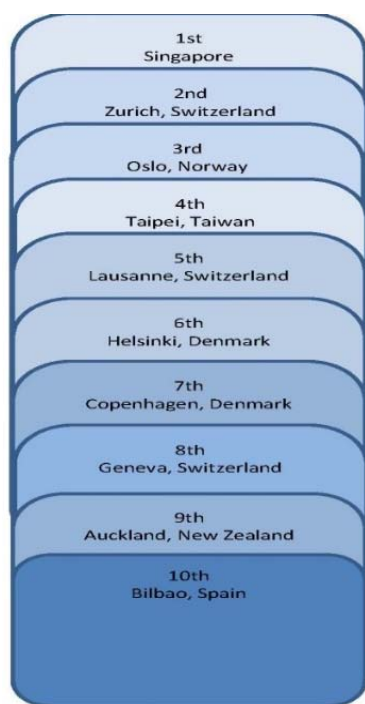 1st
Singapore
2nd
Zurich, Switzerland
3rd
Oslo, Norway
4th
Taipei, Taiwan
5th
Lausanne, Switzerland
6th
Helsinki, Denmark
7th
Copenhagen, Denmark
8th
Geneva, Switzerland
9th
Auckland, New Zealand
10th
Bilbao, Spain